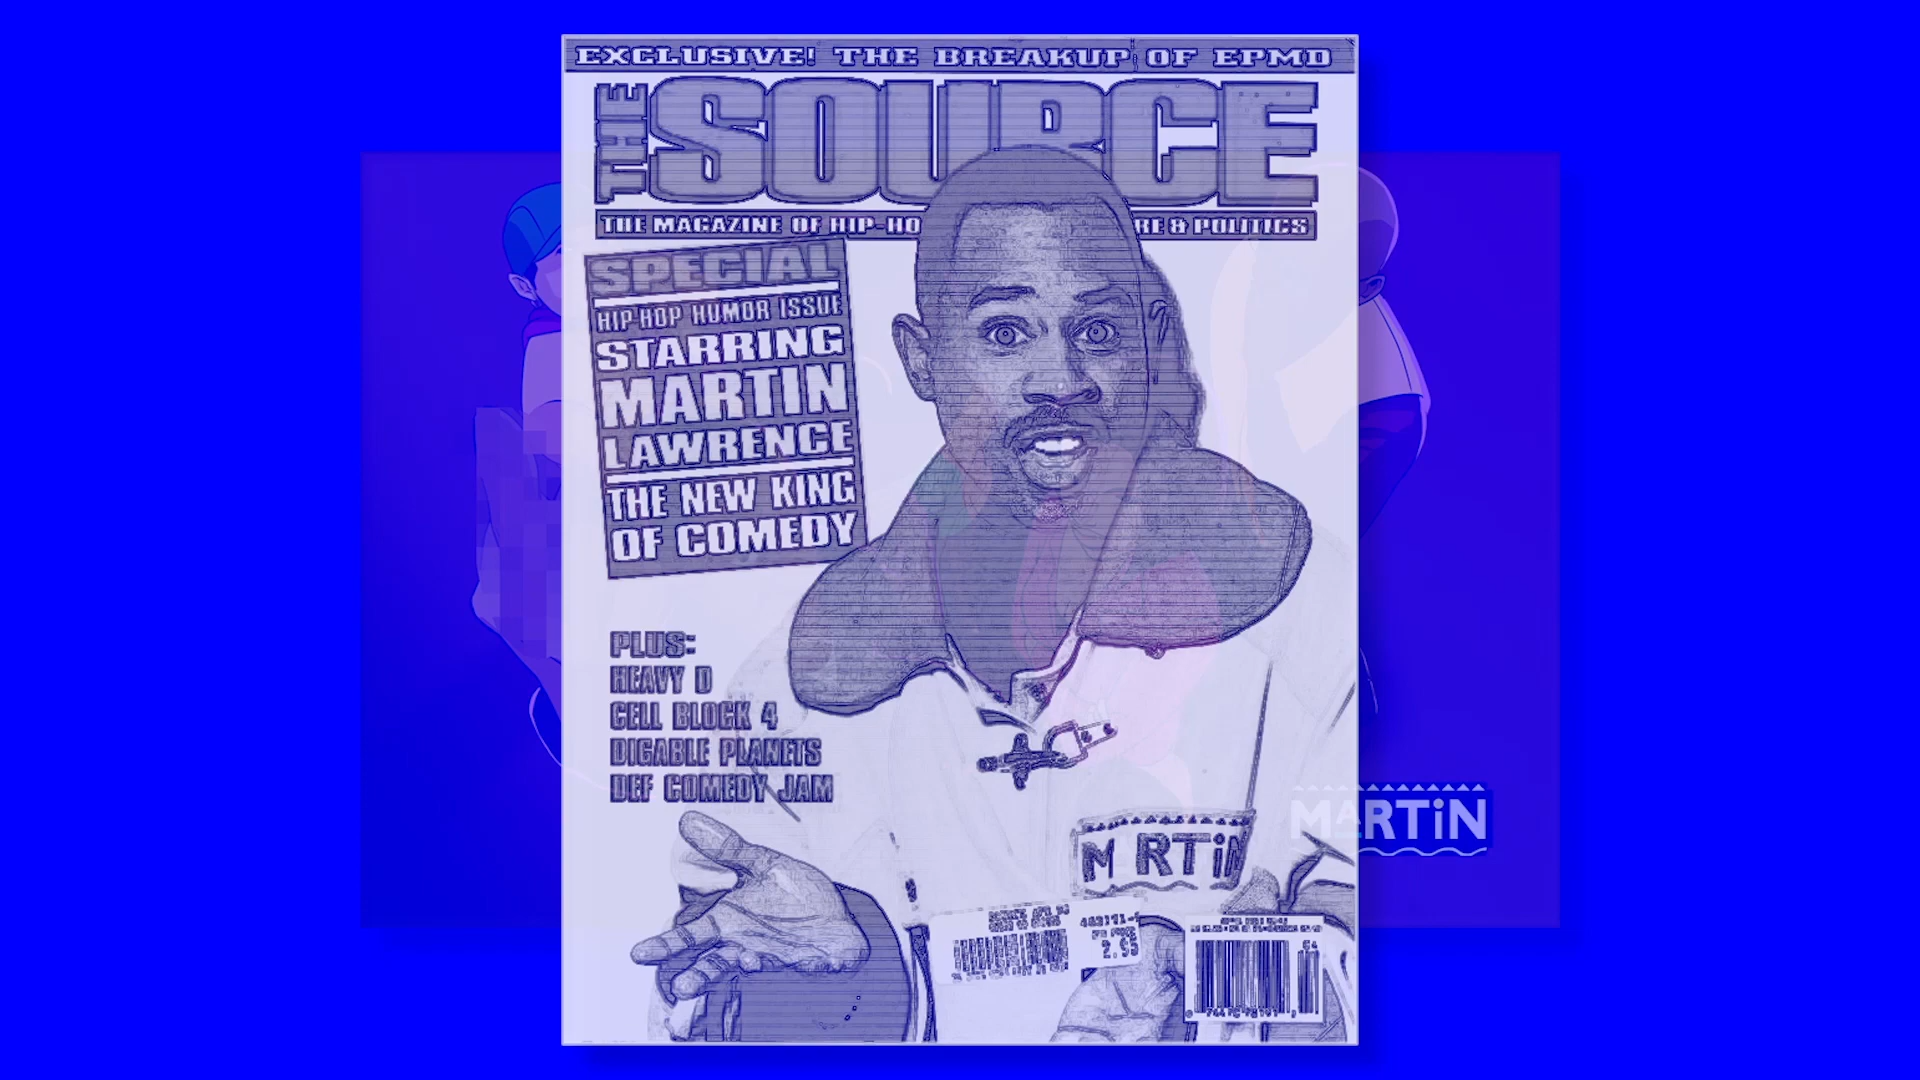 EXCLUSIVE! THE BREAKUP OF EPMD
THE SOURCE
THE MAGAZINE OF HIP-HO RE & POLITICS
SPECIAL
HIP-HOP HUMOR ISSUE
STARRING
MARTIN
LAWRENCE
THE NEW KING
OF COMEDY
PLUS:
HEAVY D
CELL BLOCK 4
DIGABLE PLANETS
DEF COMEDY JAM
MARTiN
M RTiN
2.95
04